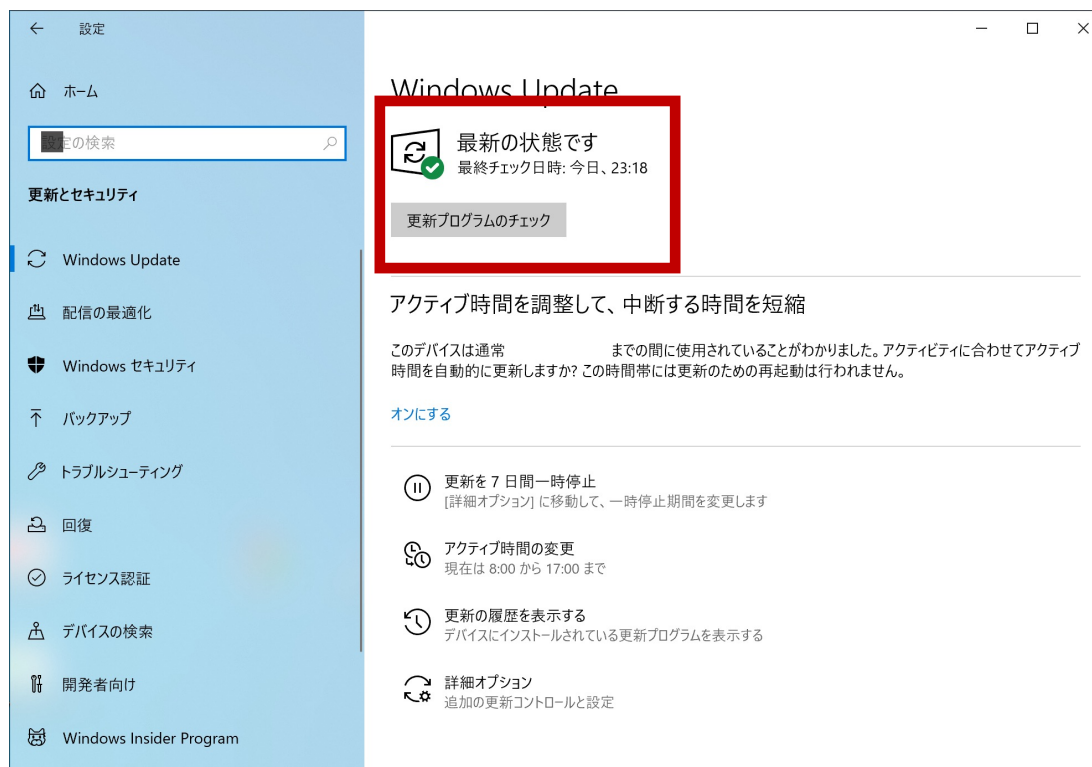 設定
ホーム
設定の検索
更新とセキュリティ
Windows Update
配信の最適化
Windows セキュリティ
バックアップ
トラブルシューティング
回復
ライセンス認証
デバイスの検索
開発者向け
Windows Insider Program
Windows Update
最新の状態です
最終チェック日時: 今日、23:18
更新プログラムのチェック
アクティブ時間を調整して、中断する時間を短縮
このデバイスは通常 までの間に使用されていることがわかりました。アクティビティに合わせてアクティブ
時間を自動的に更新しますか? この時間帯には更新のための再起動は行われません。
オンにする
更新を 7 日間一時停止
[詳細オプション] に移動して、一時停止期間を変更します
アクティブ時間の変更
現在は 8:00 から 17:00 まで
更新の履歴を表示する
デバイスにインストールされている更新プログラムを表示する
詳細オプション
追加の更新コントロールと設定